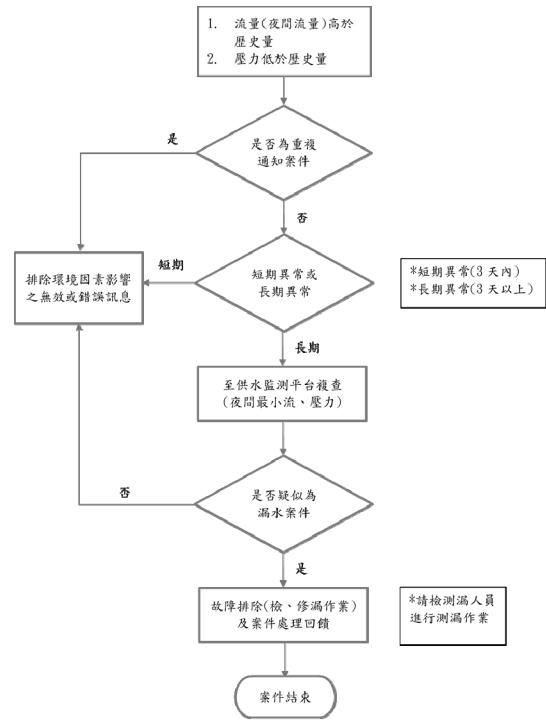 1. 流量(夜間流量)高於
歷史量
2. 壓力低於歷史量
是
是否為重複
通知案件
否
短期
排除環境因素影響
之無效或錯誤訊息
短期異常或
長期異常
*短期異常(3 天內)
*長期異常(3 天以上)
長期
至供水監測平台複查
(夜間最小流、壓力)
否
是否疑似為
漏水案件
是
故障排除(檢、修漏作業)
及案件處理回饋
*請檢測漏人員
進行測漏作業
案件結束